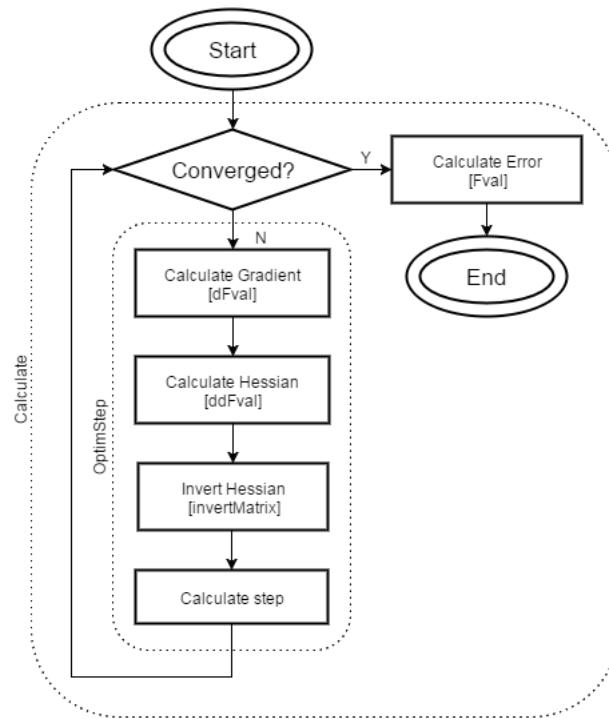 Start
Converged?
Y
Calculate Error
[Fval]
End
N
Calculate Gradient
[dFval]
Calculate Hessian
[ddFval]
Invert Hessian
[invertMatrix]
Calculate step
OptimStep
Calculate